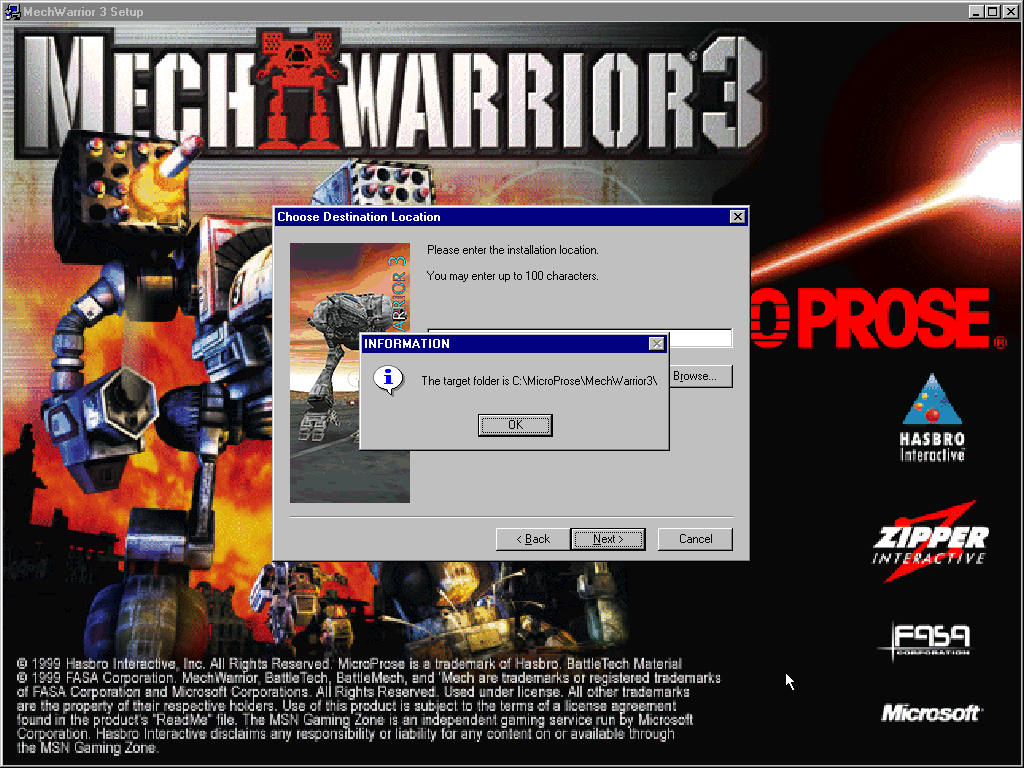 MechWarrior 3 Setup
MECHWARRIOR 3
Choose Destination Location
Please enter the installation location.
You may enter up to 100 characters.
ARRIOR 3
INFORMATION
The target folder is C:\MicroProse\MechWarrior3\
OK
Browse...
< Back
Next >
Cancel
O PROSE®
HASBRO
Interactive™
ZIPPER
INTERACTIVE™
FASA
CORPORATION
Microsoft®
© 1999 Hasbro Interactive, Inc. All Rights Reserved. MicroProse is a trademark of Hasbro. BattleTech Material
© 1999 FASA Corporation. MechWarrior, BattleTech, BattleMech, and 'Mech are trademarks or registered trademarks
of FASA Corporation and Microsoft Corporations. All Rights Reserved. Used under license. All other trademarks
are the property of their respective holders. Use of this product is subject to the terms of a license agreement
found in the product's "ReadMe" file. The MSN Gaming Zone is an independent gaming service run by Microsoft
Corporation. Hasbro Interactive disclaims any responsibility or liability for any content on or available through
the MSN Gaming Zone.